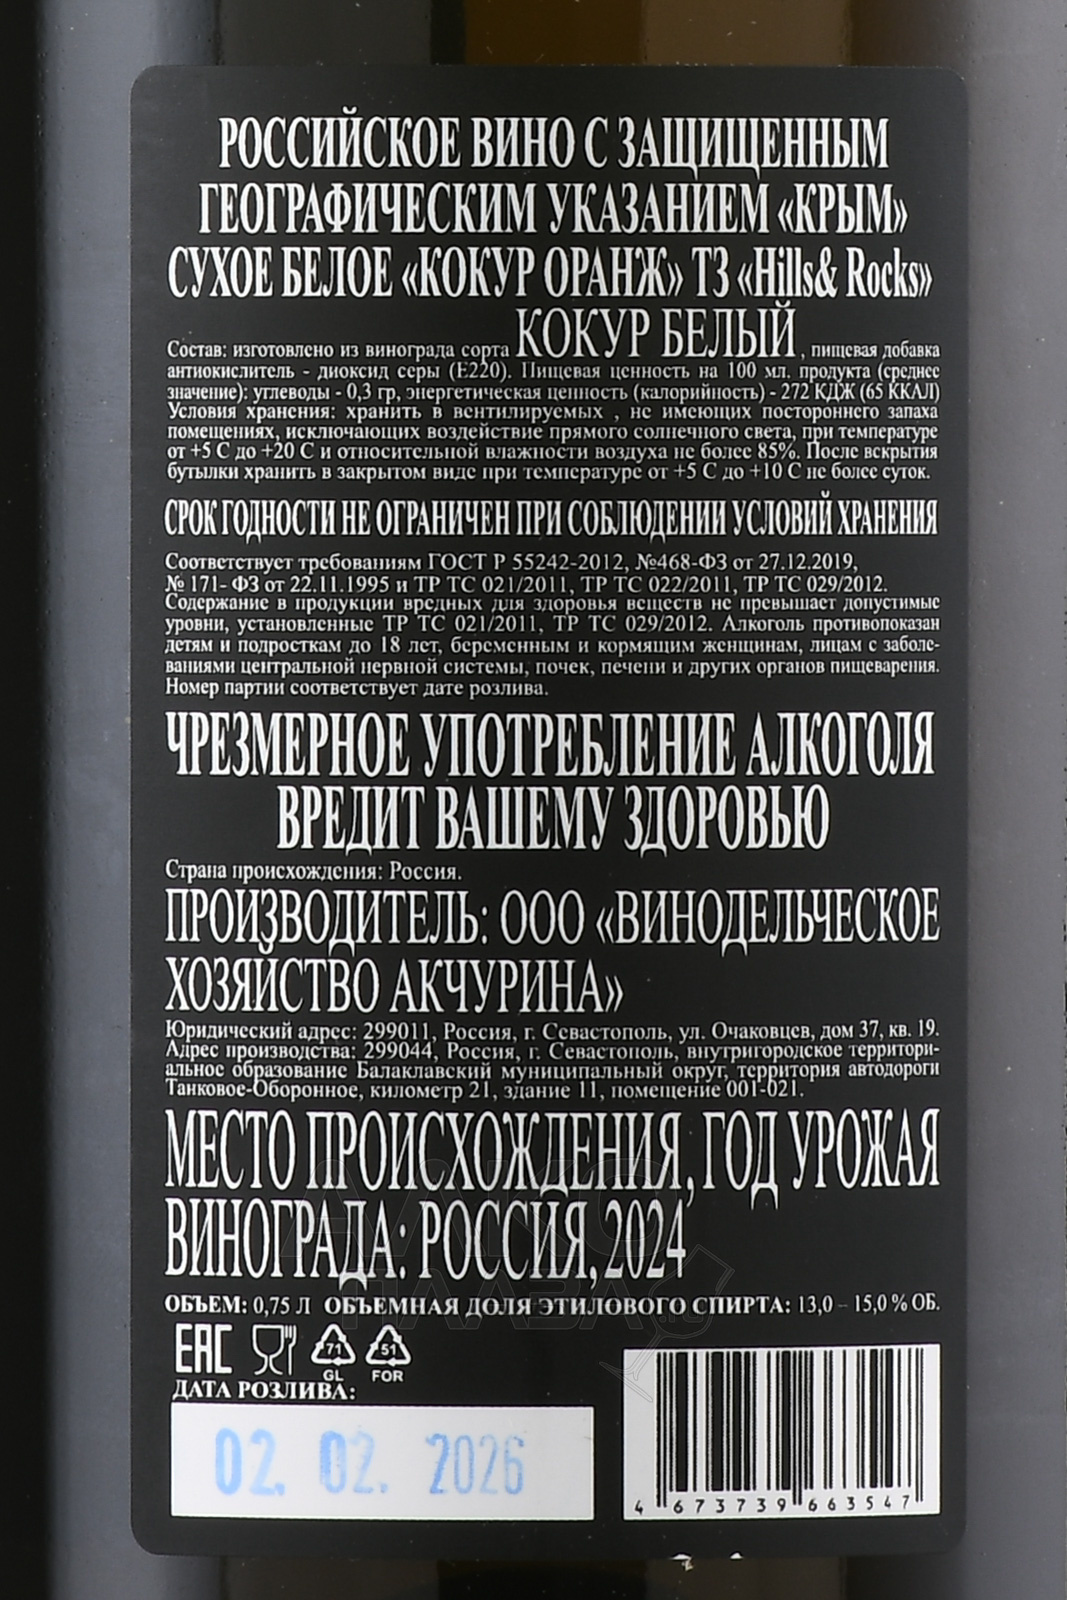 РОССИЙСКОЕ ВИНО С ЗАЩИЩЕННЫМ
ГЕОГРАФИЧЕСКИМ УКАЗАНИЕМ «КРЫМ»
СУХОЕ БЕЛОЕ «КОКУР ОРАНЖ» ТЗ «Hills& Rocks»
Состав: изготовлено из винограда сорта КОКУР БЕЛЫЙ , пищевая добавка
антиокислитель - диоксид серы (Е220). Пищевая ценность на 100 мл. продукта (среднее
значение): углеводы - 0,3 гр, энергетическая ценность (калорийность) - 272 КДЖ (65 ККАЛ)
Условия хранения: хранить в вентилируемых , не имеющих постороннего запаха
помещениях, исключающих воздействие прямого солнечного света, при температуре
от +5 С до +20 С и относительной влажности воздуха не более 85%. После вскрытия
бутылки хранить в закрытом виде при температуре от +5 С до +10 С не более суток.
СРОК ГОДНОСТИ НЕ ОГРАНИЧЕН ПРИ СОБЛЮДЕНИИ УСЛОВИЙ ХРАНЕНИЯ
Соответствует требованиям ГОСТ Р 55242-2012, №468-ФЗ от 27.12.2019,
№ 171- ФЗ от 22.11.1995 и ТР ТС 021/2011, ТР ТС 022/2011, ТР ТС 029/2012.
Содержание в продукции вредных для здоровья веществ не превышает допустимые
уровни, установленные ТР ТС 021/2011, ТР ТС 029/2012. Алкоголь противопоказан
детям и подросткам до 18 лет, беременным и кормящим женщинам, лицам с заболе-
ваниями центральной нервной системы, почек, печени и других органов пищеварения.
Номер партии соответствует дате розлива.
ЧРЕЗМЕРНОЕ УПОТРЕБЛЕНИЕ АЛКОГОЛЯ
ВРЕДИТ ВАШЕМУ ЗДОРОВЬЮ
Страна происхождения: Россия.
ПРОИЗВОДИТЕЛЬ: ООО «ВИНОДЕЛЬЧЕСКОЕ
ХОЗЯЙСТВО АКЧУРИНА»
Юридический адрес: 299011, Россия, г. Севастополь, ул. Очаковцев, дом 37, кв. 19.
Адрес производства: 299044, Россия, г. Севастополь, внутригородское территори-
альное образование Балаклавский муниципальный округ, территория автодороги
Танковое-Оборонное, километр 21, здание 11, помещение 001-021.
МЕСТО ПРОИСХОЖДЕНИЯ, ГОД УРОЖАЯ
ВИНОГРАДА: РОССИЯ, 2024
АЛКО
ПЛАЗА
ОБЪЕМ: 0,75 Л ОБЪЕМНАЯ ДОЛЯ ЭТИЛОВОГО СПИРТА: 13,0 – 15,0 % ОБ.
EAC 71 51
GL FOR
ДАТА РОЗЛИВА:
02. 02. 2026
4 673739 663547